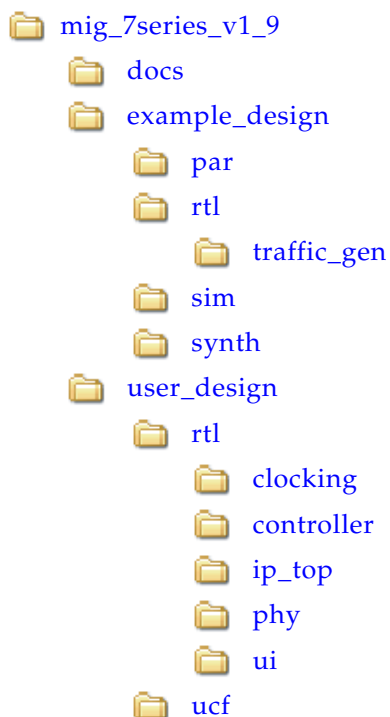 mig_7series_v1_9
docs
example_design
par
rtl
traffic_gen
sim
synth
user_design
rtl
clocking
controller
ip_top
phy
ui
ucf